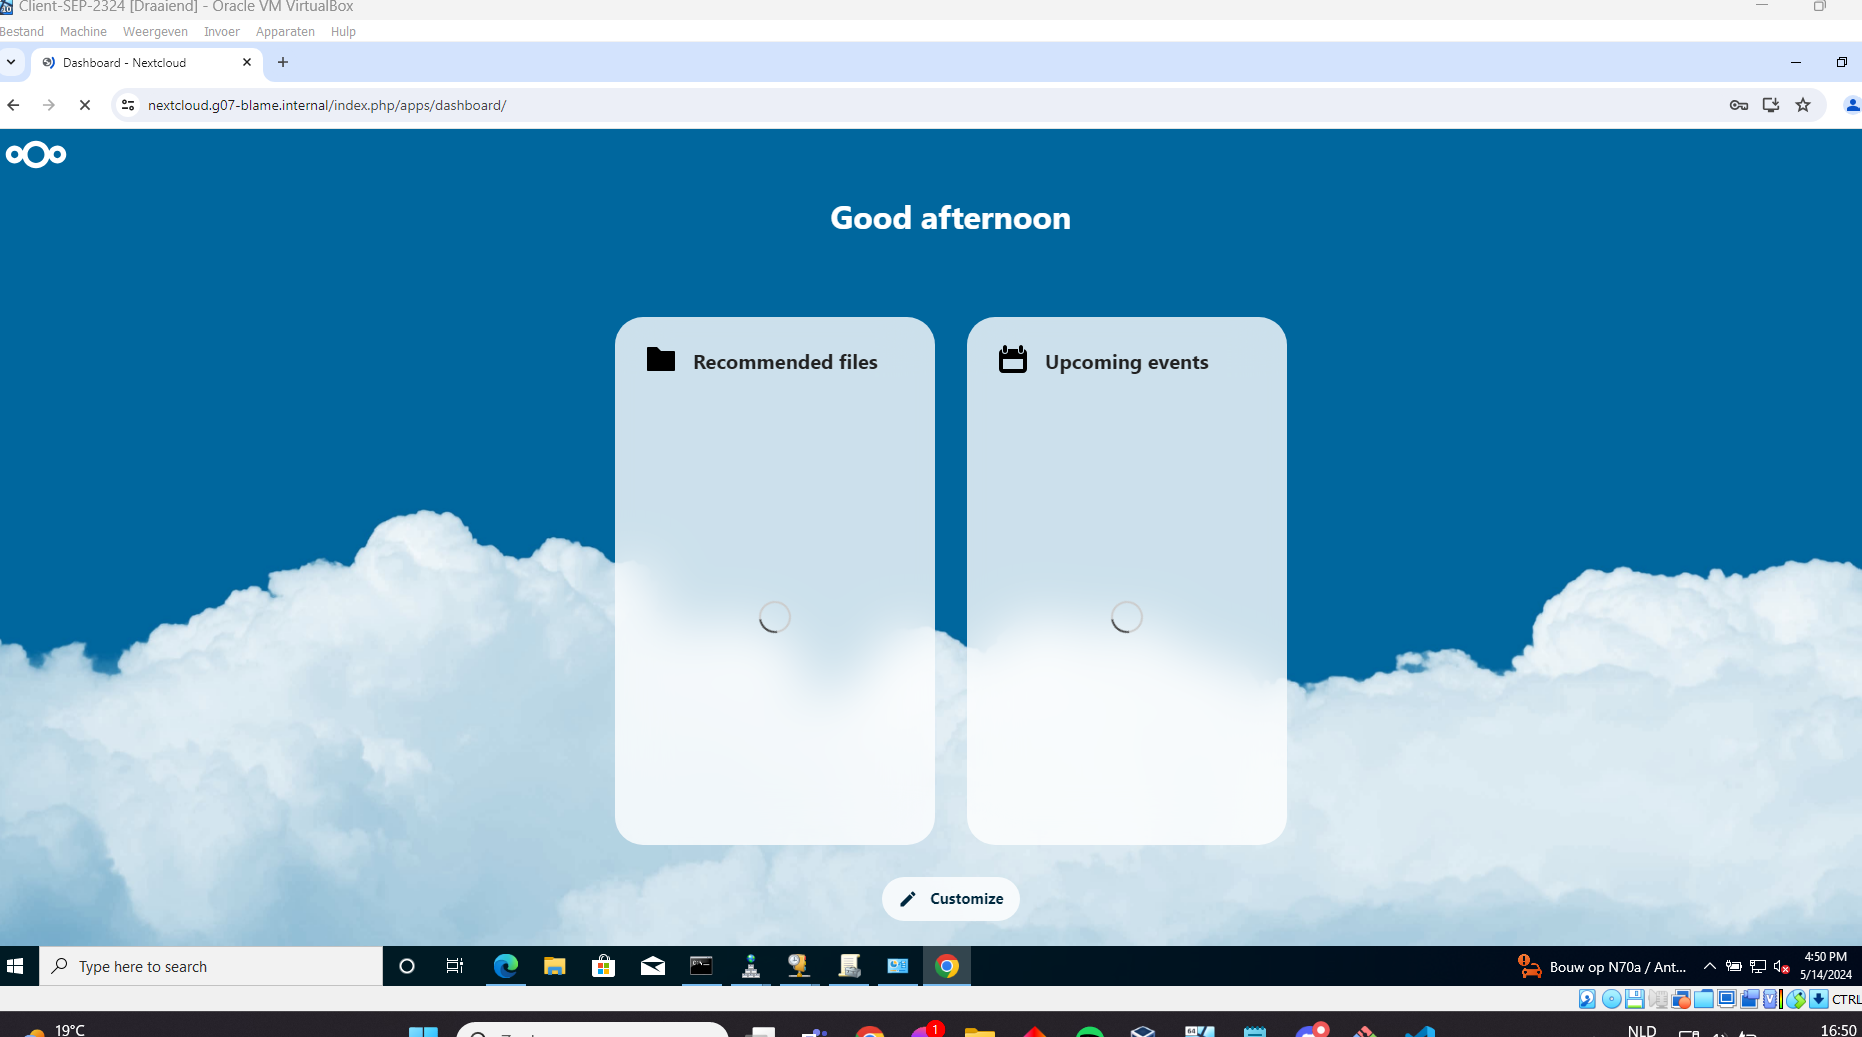 Client-SEP-2324 [Draaiend] - Oracle VM VirtualBox
Bestand Machine Weergeven Invoer Apparaten Hulp
Dashboard - Nextcloud
nextcloud.g07-blame.internal/index.php/apps/dashboard/
Good afternoon
Recommended files
Upcoming events
Customize
Type here to search
Bouw op N70a / Ant...
4:50 PM
5/14/2024
CTRL
19°C
1
64
NLD
16:50